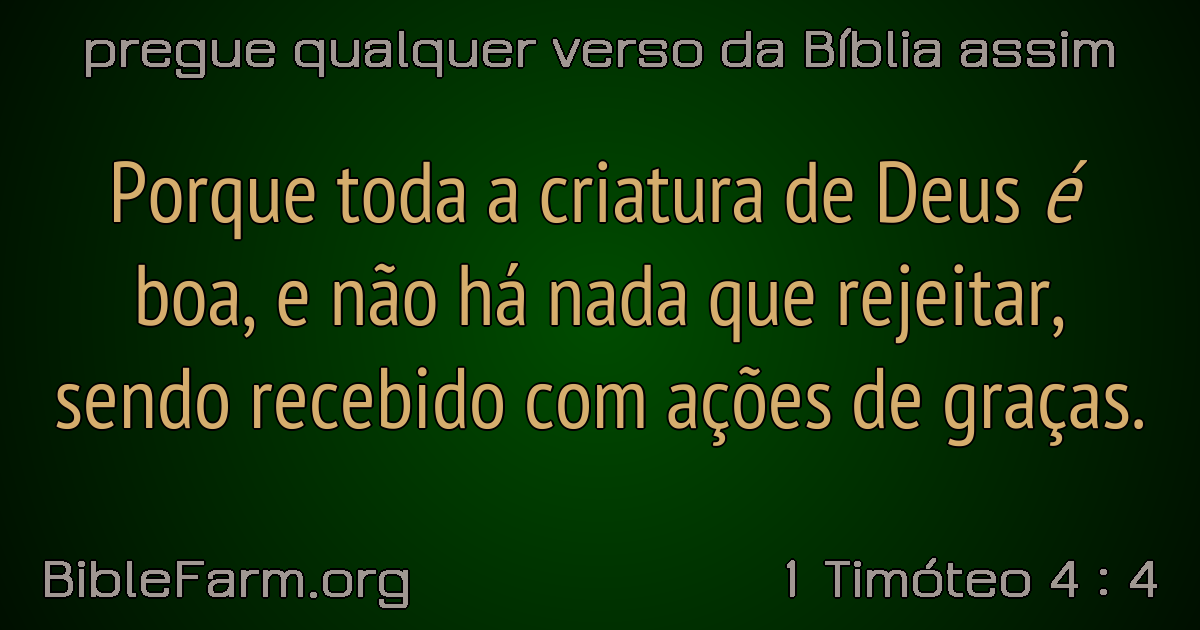 pregue qualquer verso da Bíblia assim
Porque toda a criatura de Deus é
boa, e não há nada que rejeitar,
sendo recebido com ações de graças.
BibleFarm.org
1 Timóteo 4 : 4